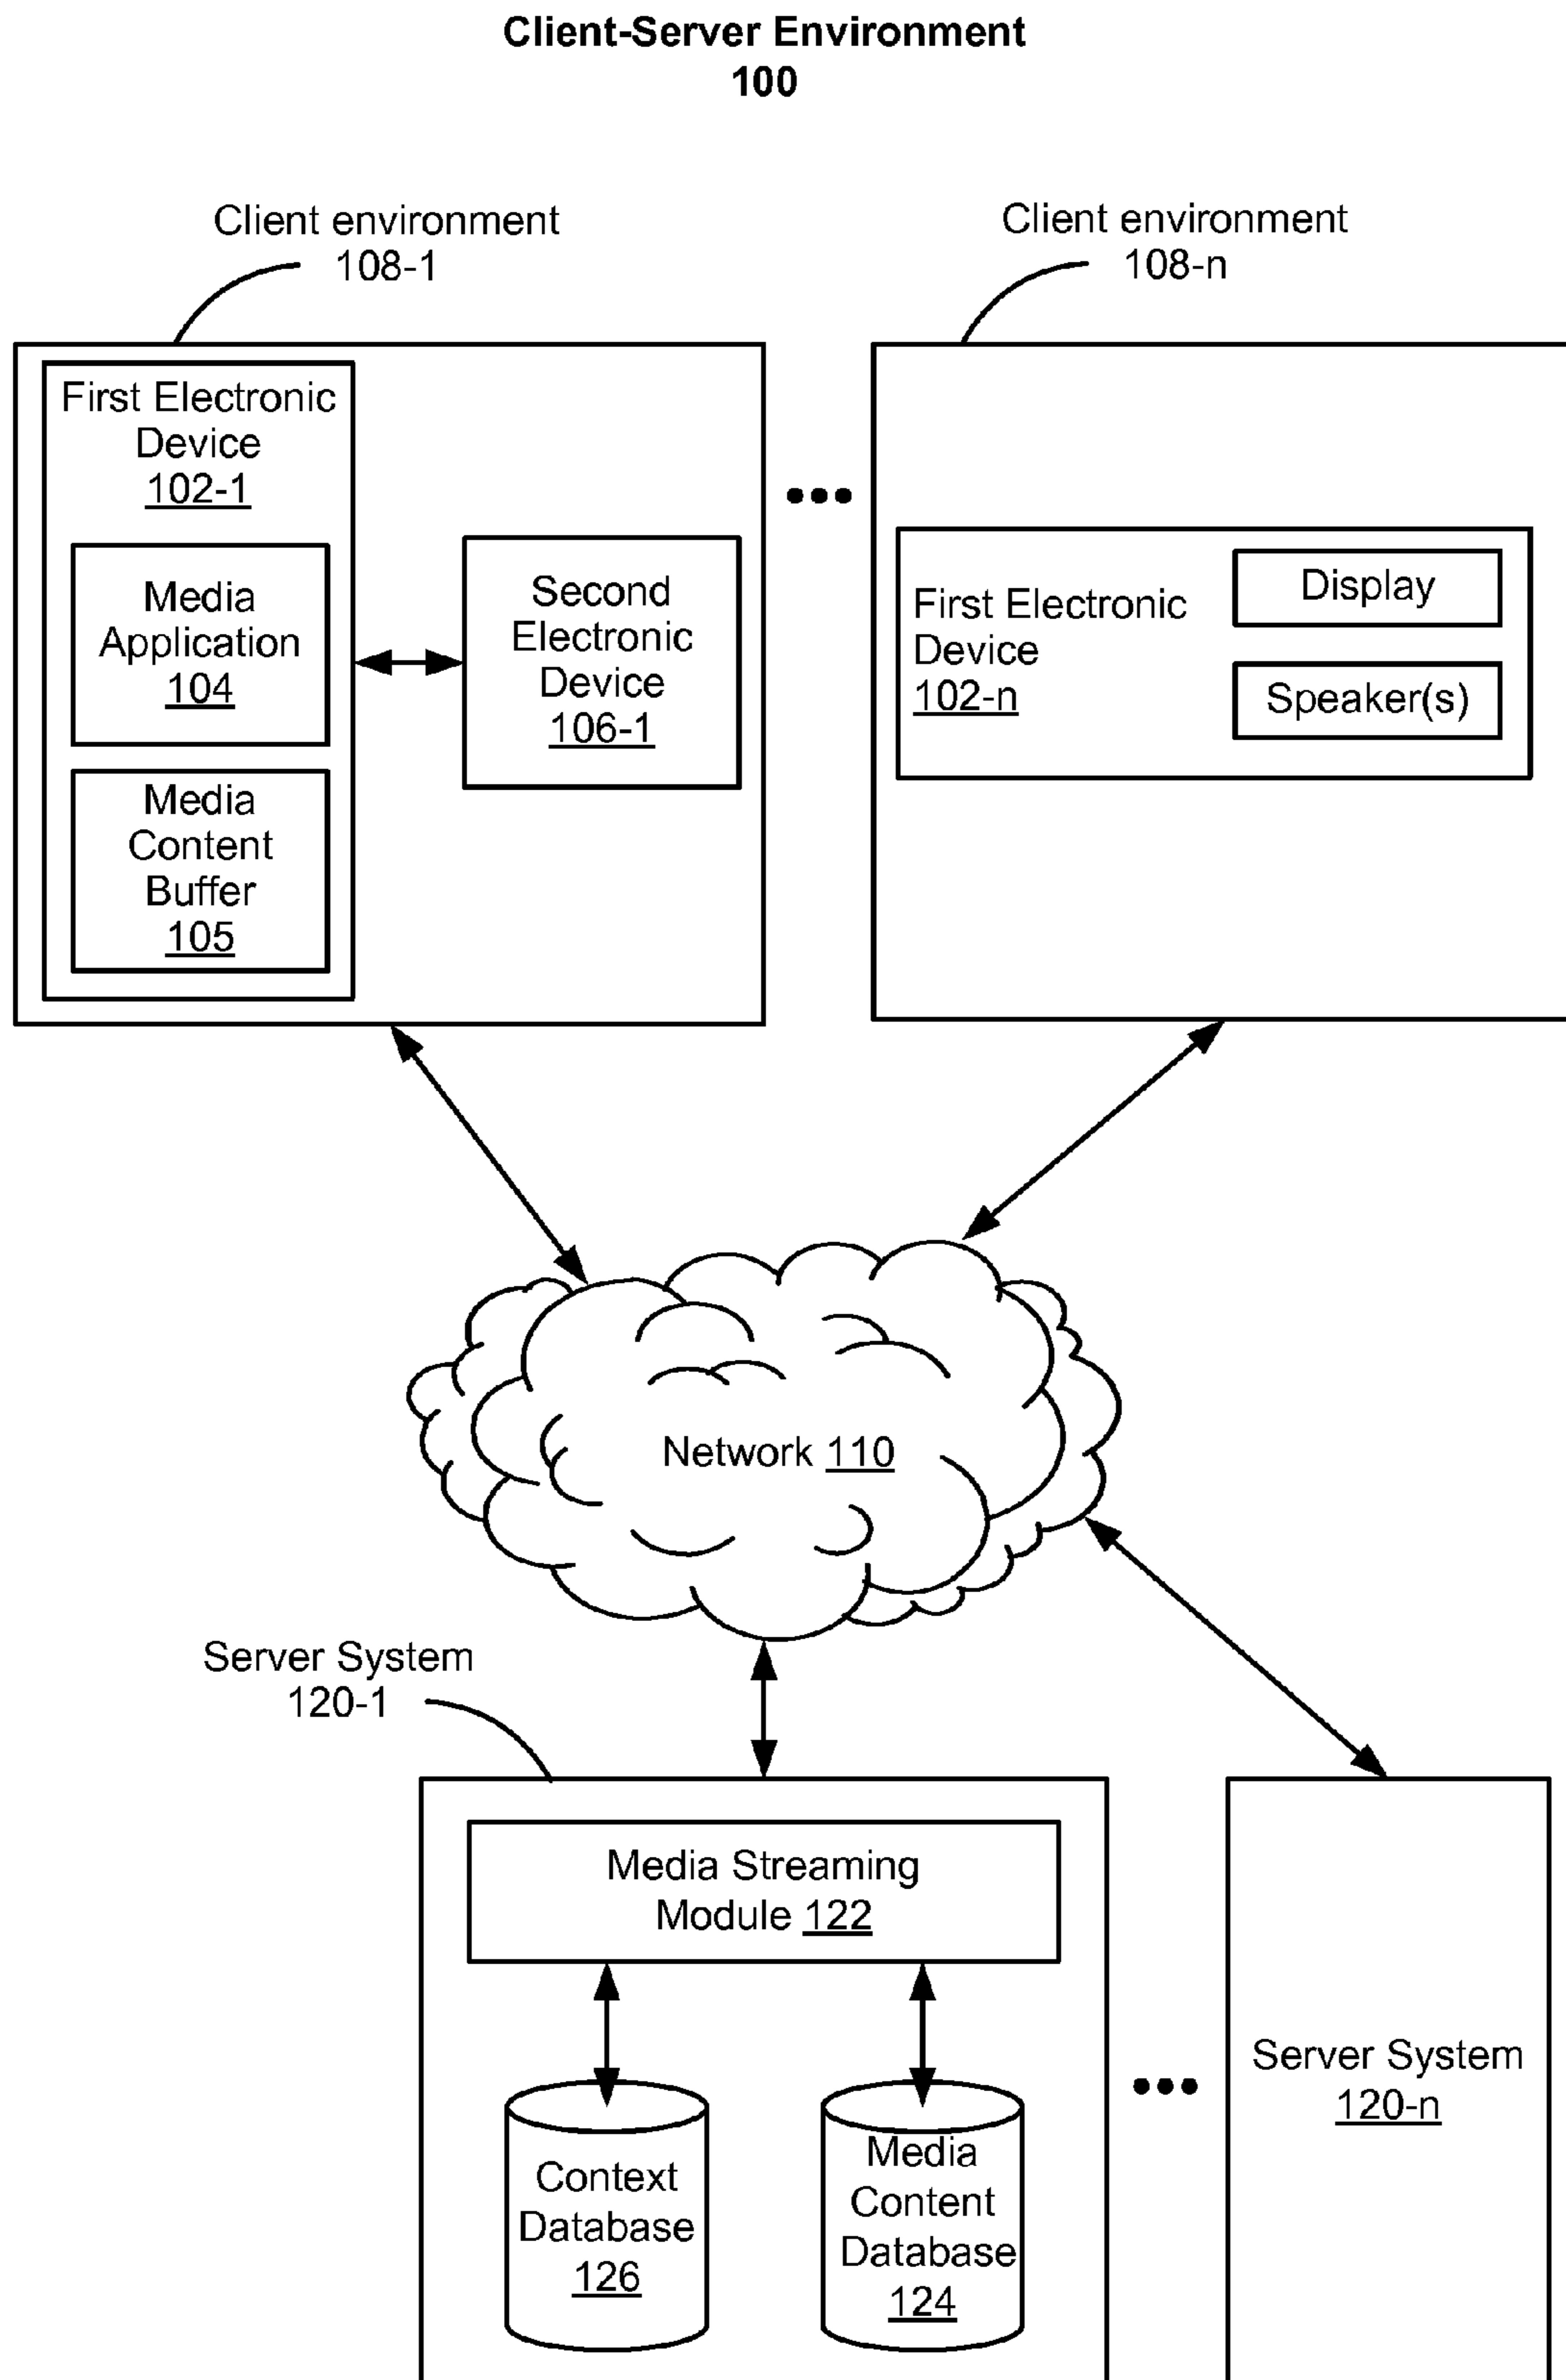 Client-Server Environment
100
Client environment
108-1
Client environment
108-n
First Electronic
Device
102-1
Media
Application
104
Media
Content
Buffer
105
Second
Electronic
Device
106-1
First Electronic
Device
102-n
Display
Speaker(s)
Network 110
Server System
120-1
Media Streaming
Module 122
Context
Database
126
Media
Content
Database
124
Server System
120-n